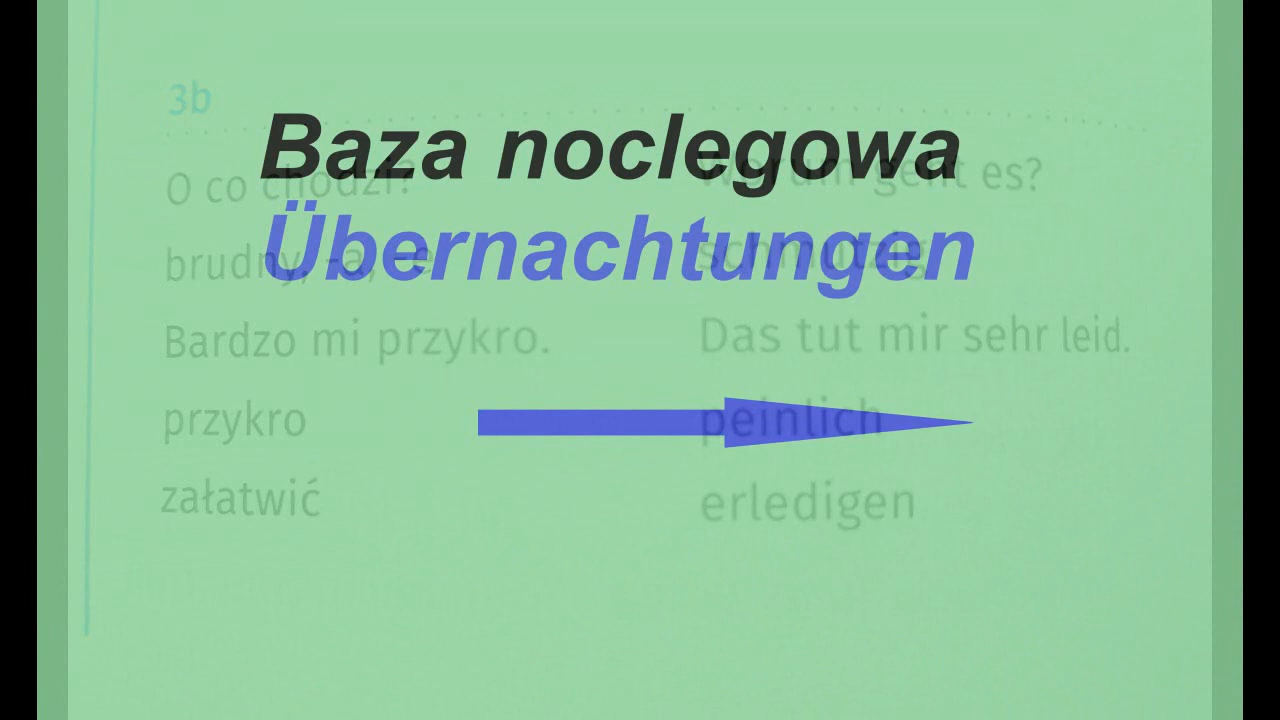 Baza noclegowa
Übernachtungen
3b
O co chodzi? Worum geht es?
brudny, -a, -e schmutzig
Bardzo mi przykro. Das tut mir sehr leid.
przykro peinlich
załatwić erledigen